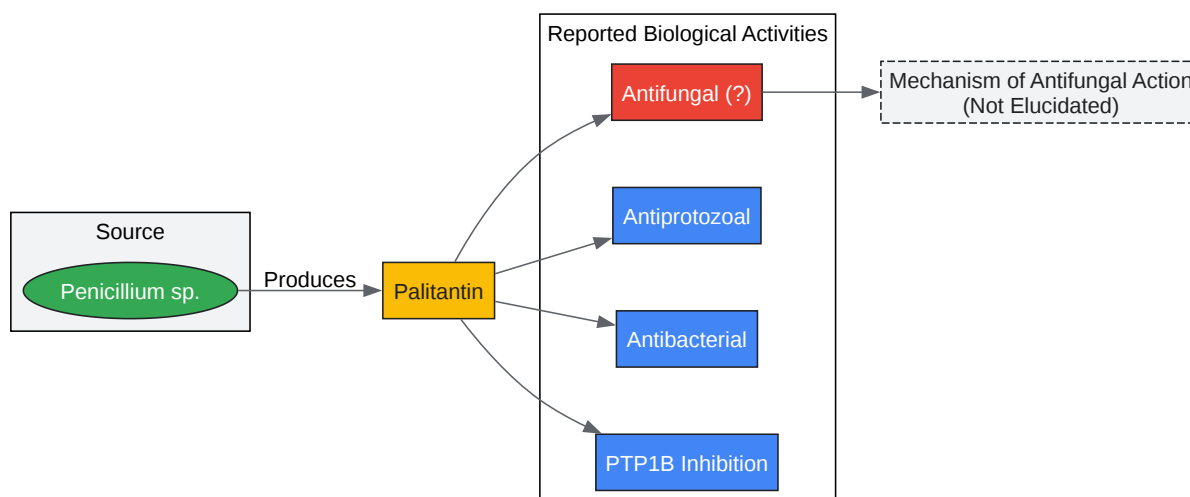 Reported Biological Activities
Antifungal (?)
Mechanism of Antifungal Action
(Not Elucidated)
Antiprotozoal
Source
Penicillium sp.
Produces
Palitantin
Antibacterial
PTP1B Inhibition